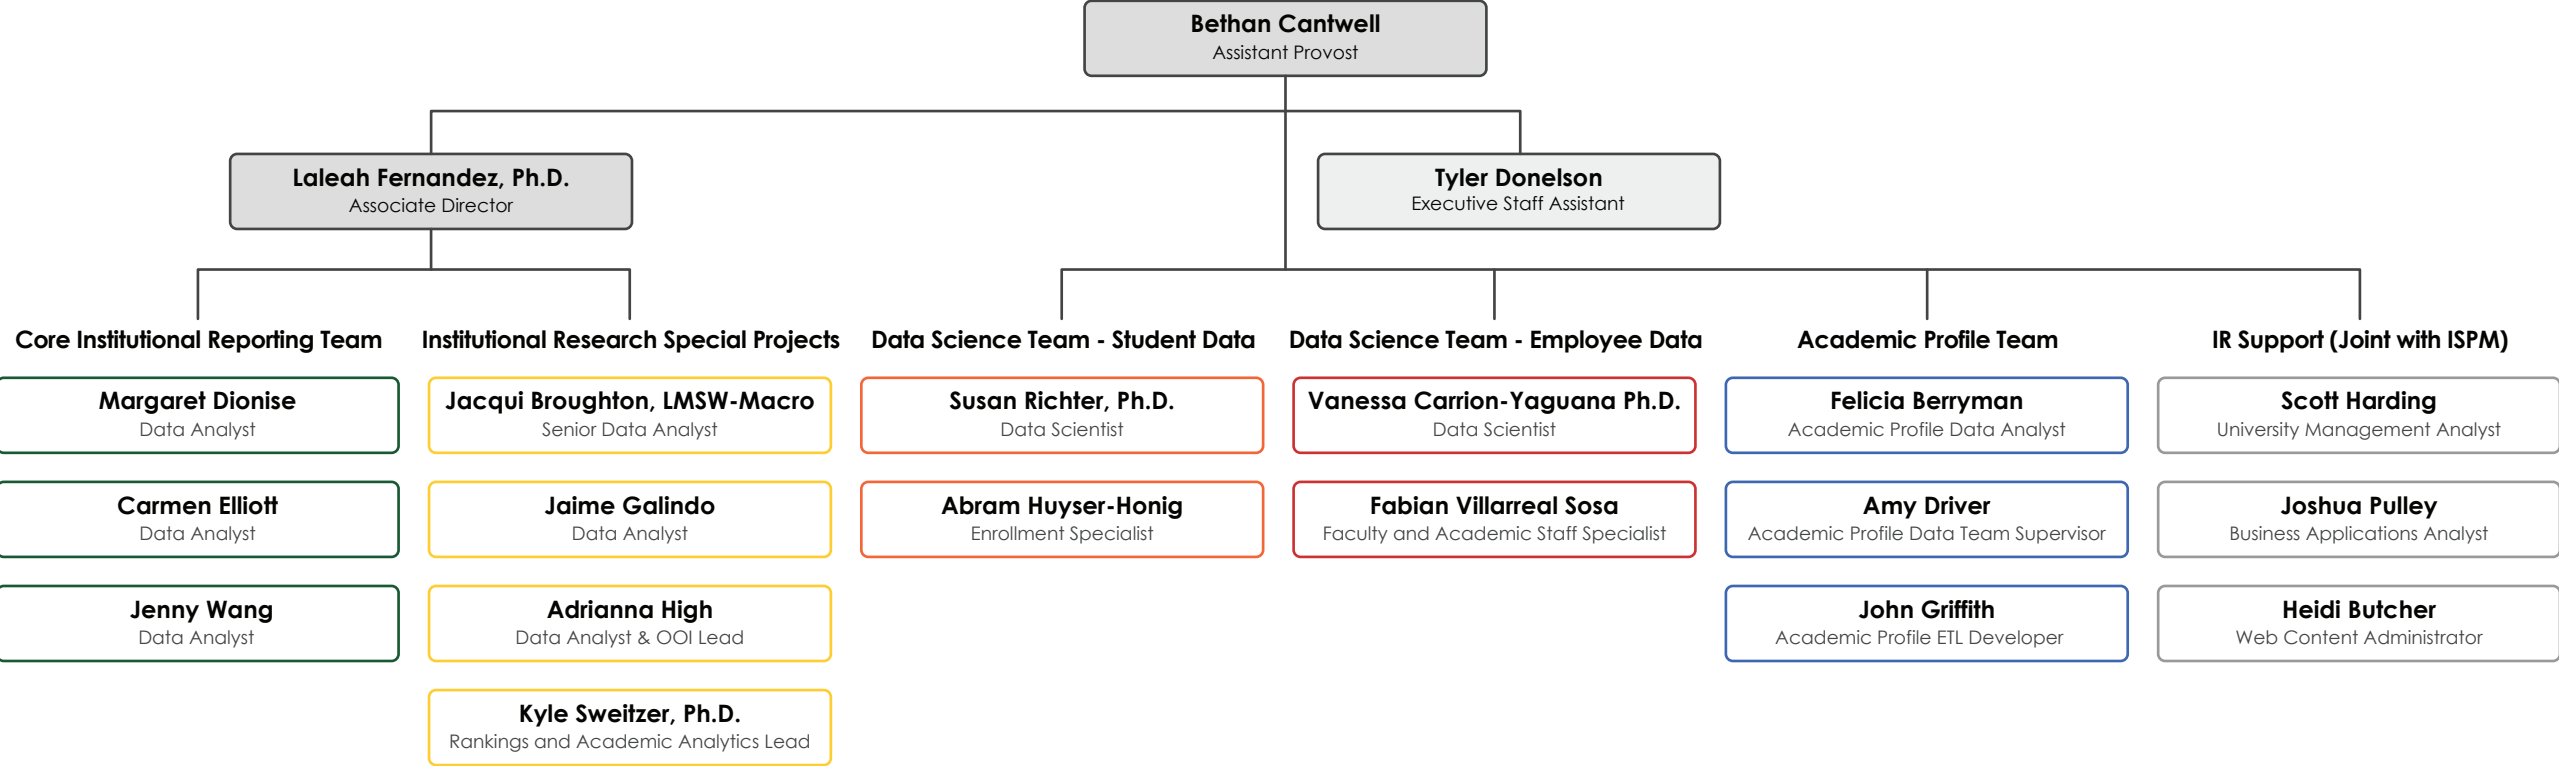 Bethan Cantwell
Assistant Provost
Laleah Fernandez, Ph.D.
Associate Director
Tyler Donelson
Executive Staff Assistant
Core Institutional Reporting Team
Margaret Dionise
Data Analyst
Carmen Elliott
Data Analyst
Jenny Wang
Data Analyst
Institutional Research Special Projects
Jacqui Broughton, LMSW-Macro
Senior Data Analyst
Jaime Galindo
Data Analyst
Adrianna High
Data Analyst & OOI Lead
Kyle Sweitzer, Ph.D.
Rankings and Academic Analytics Lead
Data Science Team - Student Data
Susan Richter, Ph.D.
Data Scientist
Abram Huyser-Honig
Enrollment Specialist
Data Science Team - Employee Data
Vanessa Carrion-Yaguana Ph.D.
Data Scientist
Fabian Villarreal Sosa
Faculty and Academic Staff Specialist
Academic Profile Team
Felicia Berryman
Academic Profile Data Analyst
Amy Driver
Academic Profile Data Team Supervisor
John Griffith
Academic Profile ETL Developer
IR Support (Joint with ISPM)
Scott Harding
University Management Analyst
Joshua Pulley
Business Applications Analyst
Heidi Butcher
Web Content Administrator